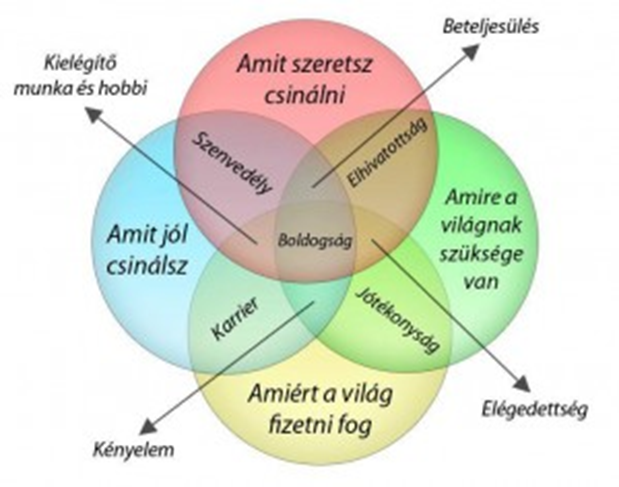 Beteljesülés
Kielégítő
munka és hobbi
Amit szeretsz
csinálni
Szenvedély
Elhivatottság
Amit jól
csinálsz
Boldogság
Amire a
világnak
szüksége
van
Karrier
Jótékonyság
Amiért a világ
fizetni fog
Elégedettség
Kényelem